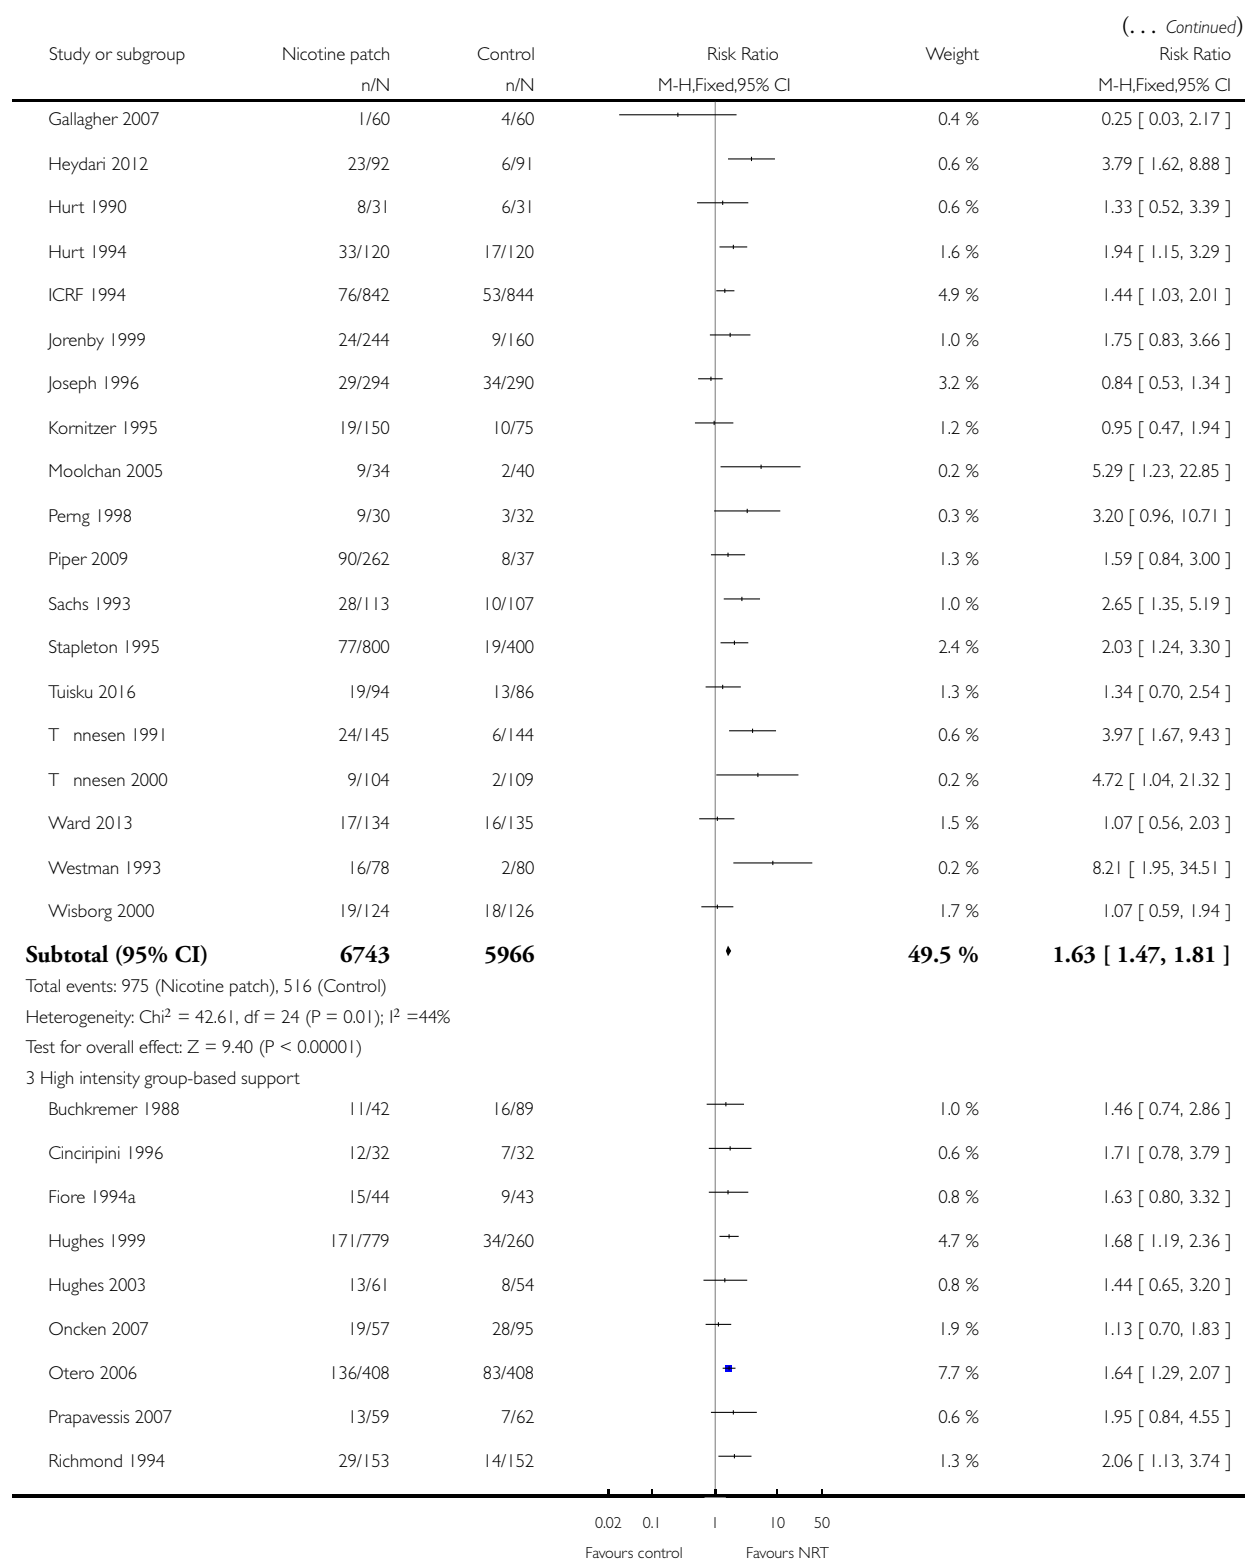 (... Continued)
Study or subgroup Nicotine patch Control Risk Ratio Weight Risk Ratio
n/N n/N M-H,Fixed,95% CI M-H,Fixed,95% CI
Gallagher 2007 1/60 4/60 0.4 % 0.25 [ 0.03, 2.17 ]
Heydari 2012 23/92 6/91 0.6 % 3.79 [ 1.62, 8.88 ]
Hurt 1990 8/31 6/31 0.6 % 1.33 [ 0.52, 3.39 ]
Hurt 1994 33/120 17/120 1.6 % 1.94 [ 1.15, 3.29 ]
ICRF 1994 76/842 53/844 4.9 % 1.44 [ 1.03, 2.01 ]
Jorenby 1999 24/244 9/160 1.0 % 1.75 [ 0.83, 3.66 ]
Joseph 1996 29/294 34/290 3.2 % 0.84 [ 0.53, 1.34 ]
Kornitzer 1995 19/150 10/75 1.2 % 0.95 [ 0.47, 1.94 ]
Moolchan 2005 9/34 2/40 0.2 % 5.29 [ 1.23, 22.85 ]
Perng 1998 9/30 3/32 0.3 % 3.20 [ 0.96, 10.71 ]
Piper 2009 90/262 8/37 1.3 % 1.59 [ 0.84, 3.00 ]
Sachs 1993 28/113 10/107 1.0 % 2.65 [ 1.35, 5.19 ]
Stapleton 1995 77/800 19/400 2.4 % 2.03 [ 1.24, 3.30 ]
Tuisku 2016 19/94 13/86 1.3 % 1.34 [ 0.70, 2.54 ]
T nnesen 1991 24/145 6/144 0.6 % 3.97 [ 1.67, 9.43 ]
T nnesen 2000 9/104 2/109 0.2 % 4.72 [ 1.04, 21.32 ]
Ward 2013 17/134 16/135 1.5 % 1.07 [ 0.56, 2.03 ]
Westman 1993 16/78 2/80 0.2 % 8.21 [ 1.95, 34.51 ]
Wisborg 2000 19/124 18/126 1.7 % 1.07 [ 0.59, 1.94 ]
Subtotal (95% CI) 6743 5966 49.5 % 1.63 [ 1.47, 1.81 ]
Total events: 975 (Nicotine patch), 516 (Control)
Heterogeneity: Chi² = 42.61, df = 24 (P = 0.01); I² =44%
Test for overall effect: Z = 9.40 (P < 0.00001)
3 High intensity group-based support
Buchkremer 1988 11/42 16/89 1.0 % 1.46 [ 0.74, 2.86 ]
Cinciripini 1996 12/32 7/32 0.6 % 1.71 [ 0.78, 3.79 ]
Fiore 1994a 15/44 9/43 0.8 % 1.63 [ 0.80, 3.32 ]
Hughes 1999 171/779 34/260 4.7 % 1.68 [ 1.19, 2.36 ]
Hughes 2003 13/61 8/54 0.8 % 1.44 [ 0.65, 3.20 ]
Oncken 2007 19/57 28/95 1.9 % 1.13 [ 0.70, 1.83 ]
Otero 2006 136/408 83/408 7.7 % 1.64 [ 1.29, 2.07 ]
Prapavessis 2007 13/59 7/62 0.6 % 1.95 [ 0.84, 4.55 ]
Richmond 1994 29/153 14/152 1.3 % 2.06 [ 1.13, 3.74 ]
0.02 0.1 1 10 50
Favours control Favours NRT